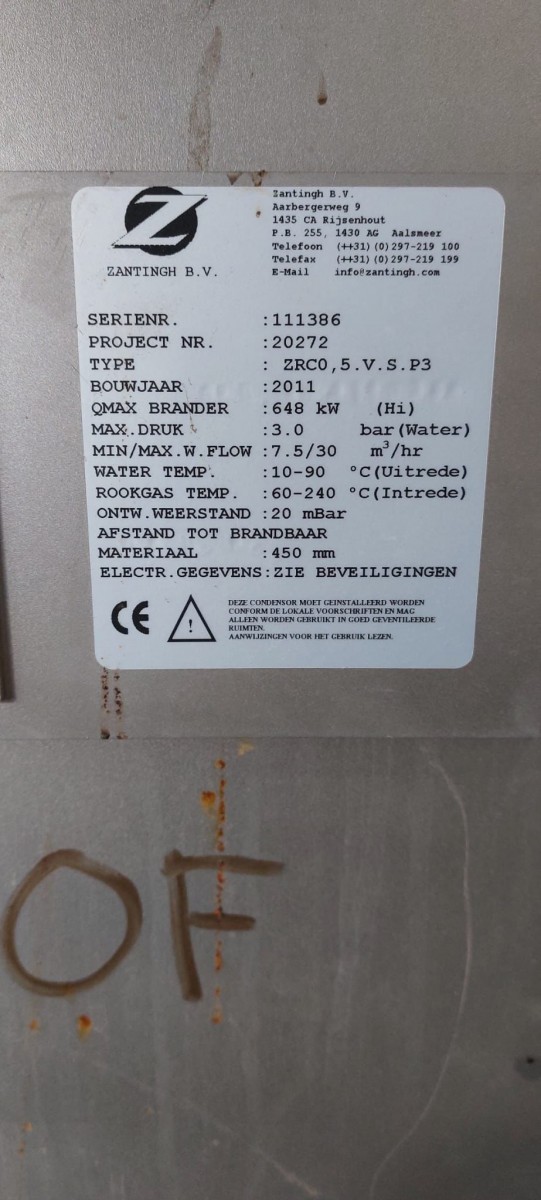 Z
ZANTINGH B.V.
Zantingh B.V.
Aarbergerweg 9
1435 CA Rijsenhout
P.B. 255, 1430 AG Aalsmeer
Telefoon (++31)(0)297-219 100
Telefax (++31)(0)297-219 199
E-Mail info@zantingh.com
SERIENR. :111386
PROJECT NR. :20272
TYPE : ZRC0,5.V.S.P3
BOUWJAAR :2011
QMAX BRANDER :648 kW (Hi)
MAX.DRUK :3.0 bar(Water)
MIN/MAX.W.FLOW :7.5/30 m³/hr
WATER TEMP. :10-90 °C(Uitrede)
ROOKGAS TEMP. :60-240 °C(Intrede)
ONTW.WEERSTAND :20 mBar
AFSTAND TOT BRANDBAAR
MATERIAAL :450 mm
ELECTR.GEGEVENS:ZIE BEVEILIGINGEN
CE
!
DEZE CONDENSOR MOET GEINSTALLEERD WORDEN
CONFORM DE LOKALE VOORSCHRIFTEN EN MAG
ALLEEN WORDEN GEBRUIKT IN GOED GEVENTILEERDE
RUIMTEN.
AANWIJZINGEN VOOR HET GEBRUIK LEZEN.
OF